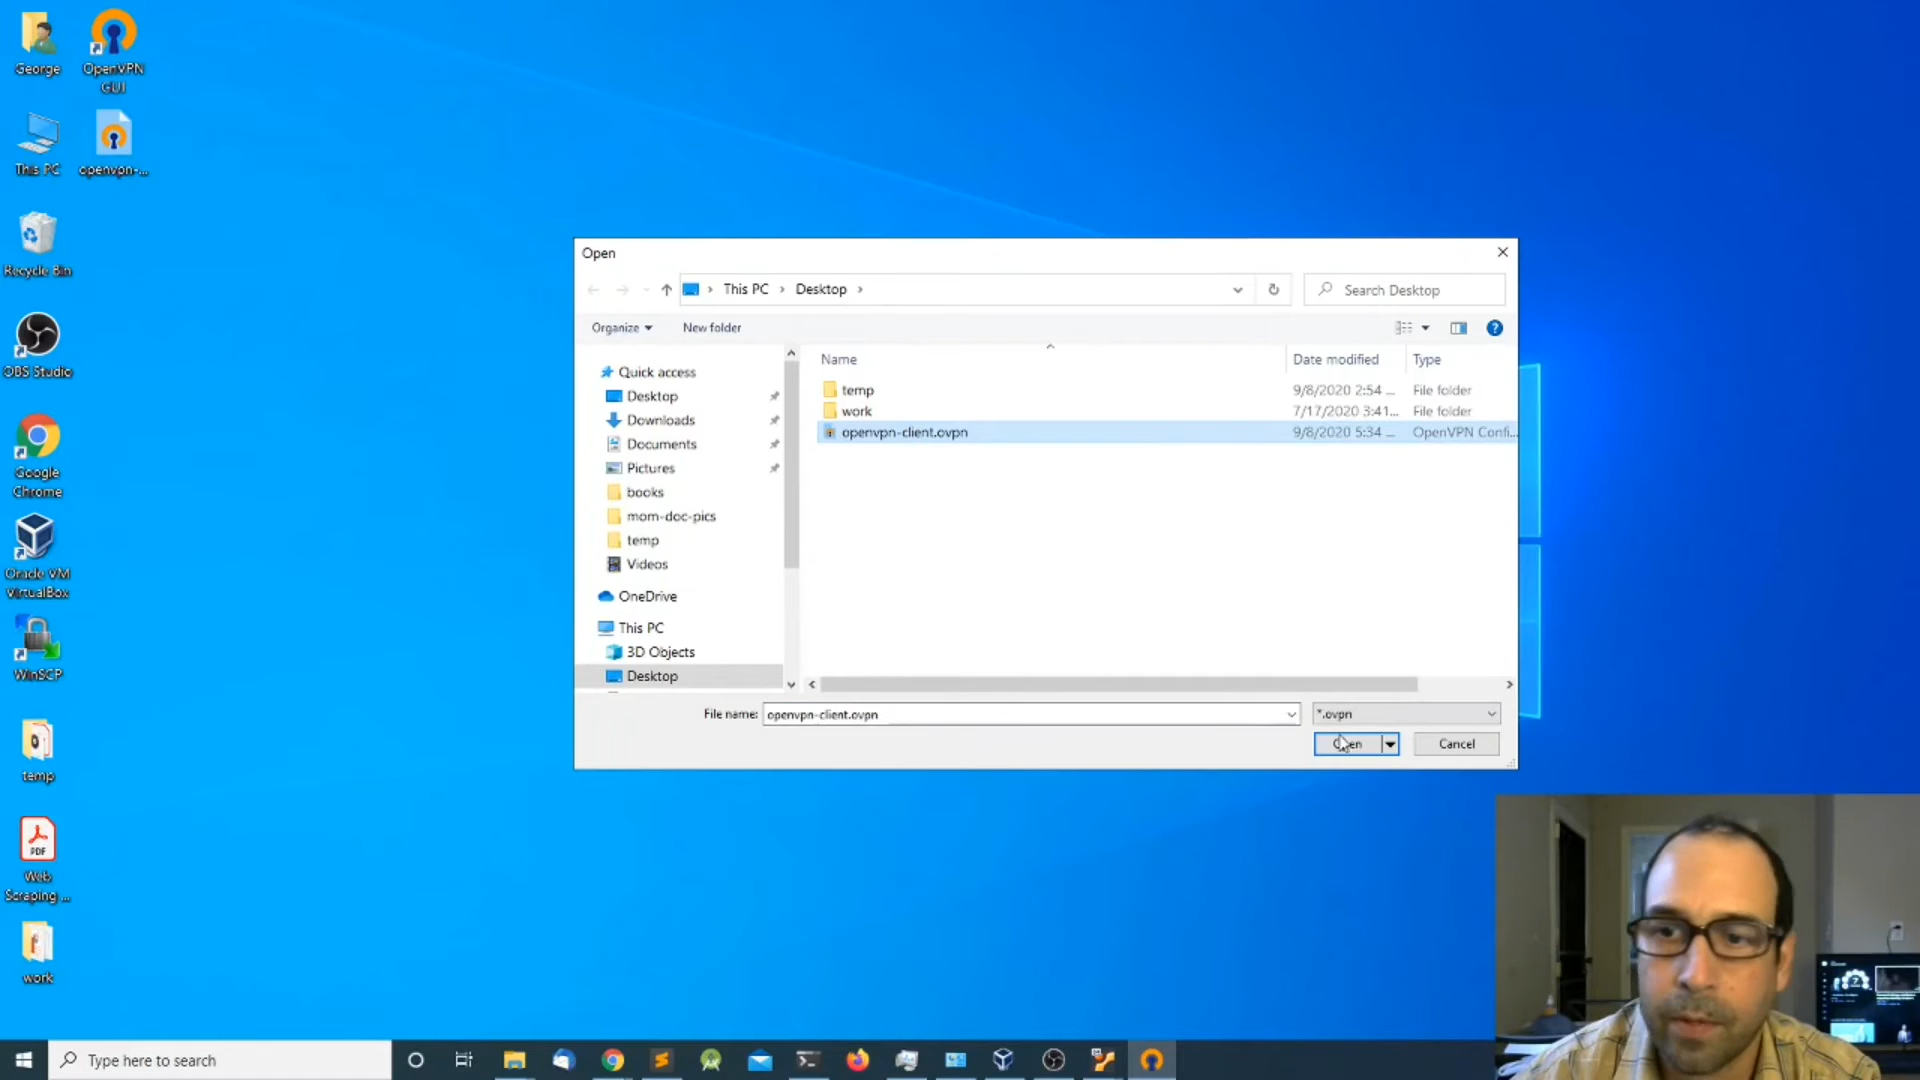 George
OpenVPN
GUI
This PC
openvpn-...
Recycle Bin
OBS Studio
Google
Chrome
Oracle VM
VirtualBox
WinSCP
temp
PDF
Web
Scraping ...
work
Open
This PC
Desktop
Search Desktop
Organize
New folder
Name
Date modified
Type
temp
9/8/2020 2:54 ...
File folder
work
7/17/2020 3:41...
File folder
openvpn-client.ovpn
9/8/2020 5:34 ...
OpenVPN Confi...
Quick access
Desktop
Downloads
Documents
Pictures
books
mom-doc-pics
temp
Videos
OneDrive
This PC
3D Objects
Desktop
File name:
openvpn-client.ovpn
*.ovpn
Open
Cancel
Type here to search